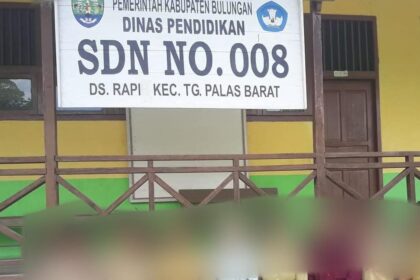 PEMERINTAH KABUPATEN BULUNGAN
DINAS PENDIDIKAN
SDN NO. 008
DS. RAPI KEC. TG. PALAS BARAT